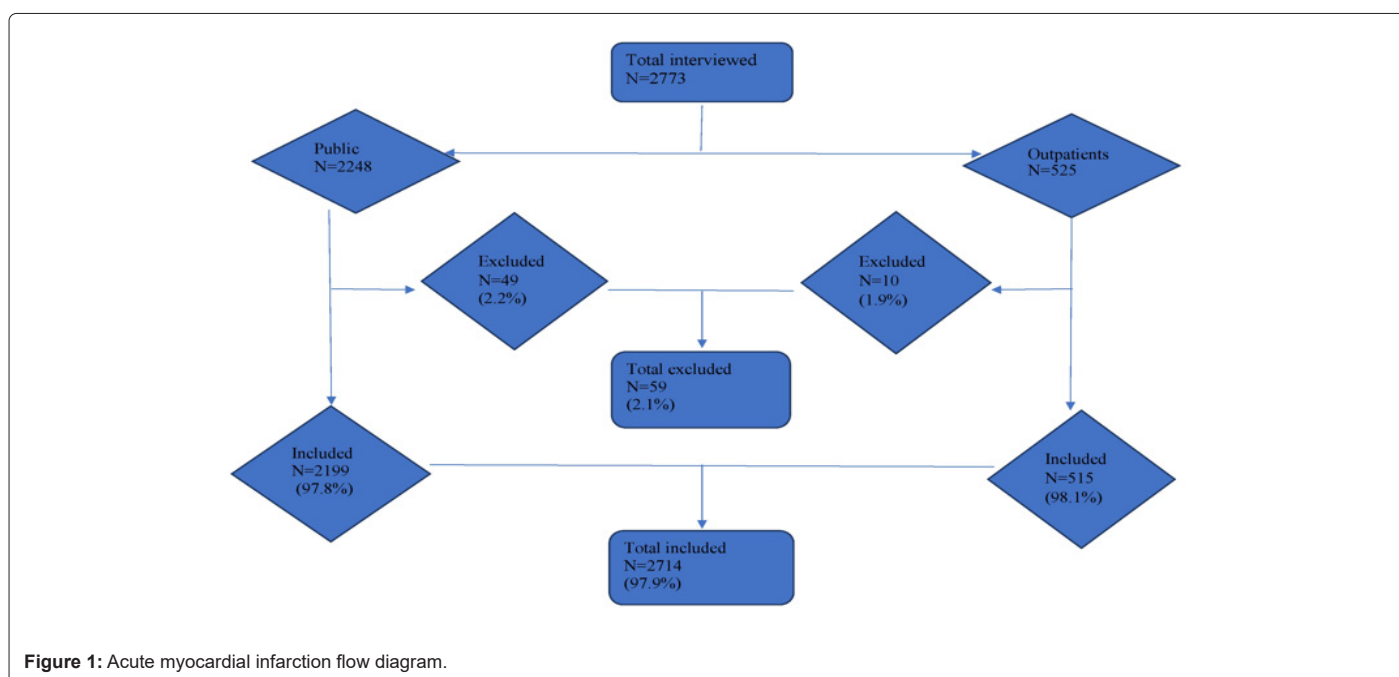 Total interviewed
N=2773
Public
N=2248
Outpatients
N=525
Excluded
N=49
(2.2%)
Excluded
N=10
(1.9%)
Total excluded
N=59
(2.1%)
Included
N=2199
(97.8%)
Included
N=515
(98.1%)
Total included
N=2714
(97.9%)
Figure 1: Acute myocardial infarction flow diagram.